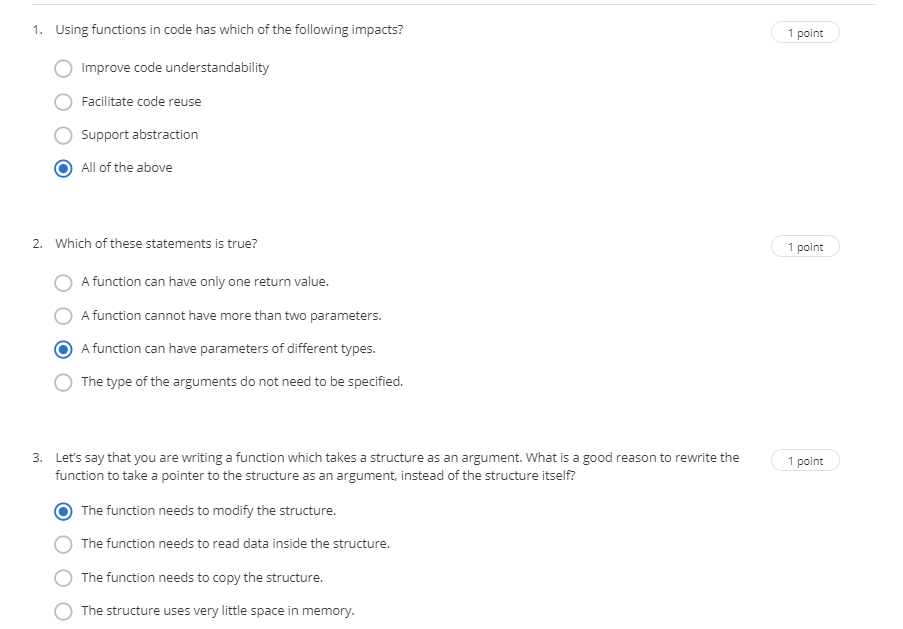 1. Using functions in code has which of the following impacts?
1 point
Improve code understandability
Facilitate code reuse
Support abstraction
All of the above
2. Which of these statements is true?
1 point
A function can have only one return value.
A function cannot have more than two parameters.
A function can have parameters of different types.
The type of the arguments do not need to be specified.
3. Let's say that you are writing a function which takes a structure as an argument. What is a good reason to rewrite the
function to take a pointer to the structure as an argument, instead of the structure itself?
1 point
The function needs to modify the structure.
The function needs to read data inside the structure.
The function needs to copy the structure.
The structure uses very little space in memory.